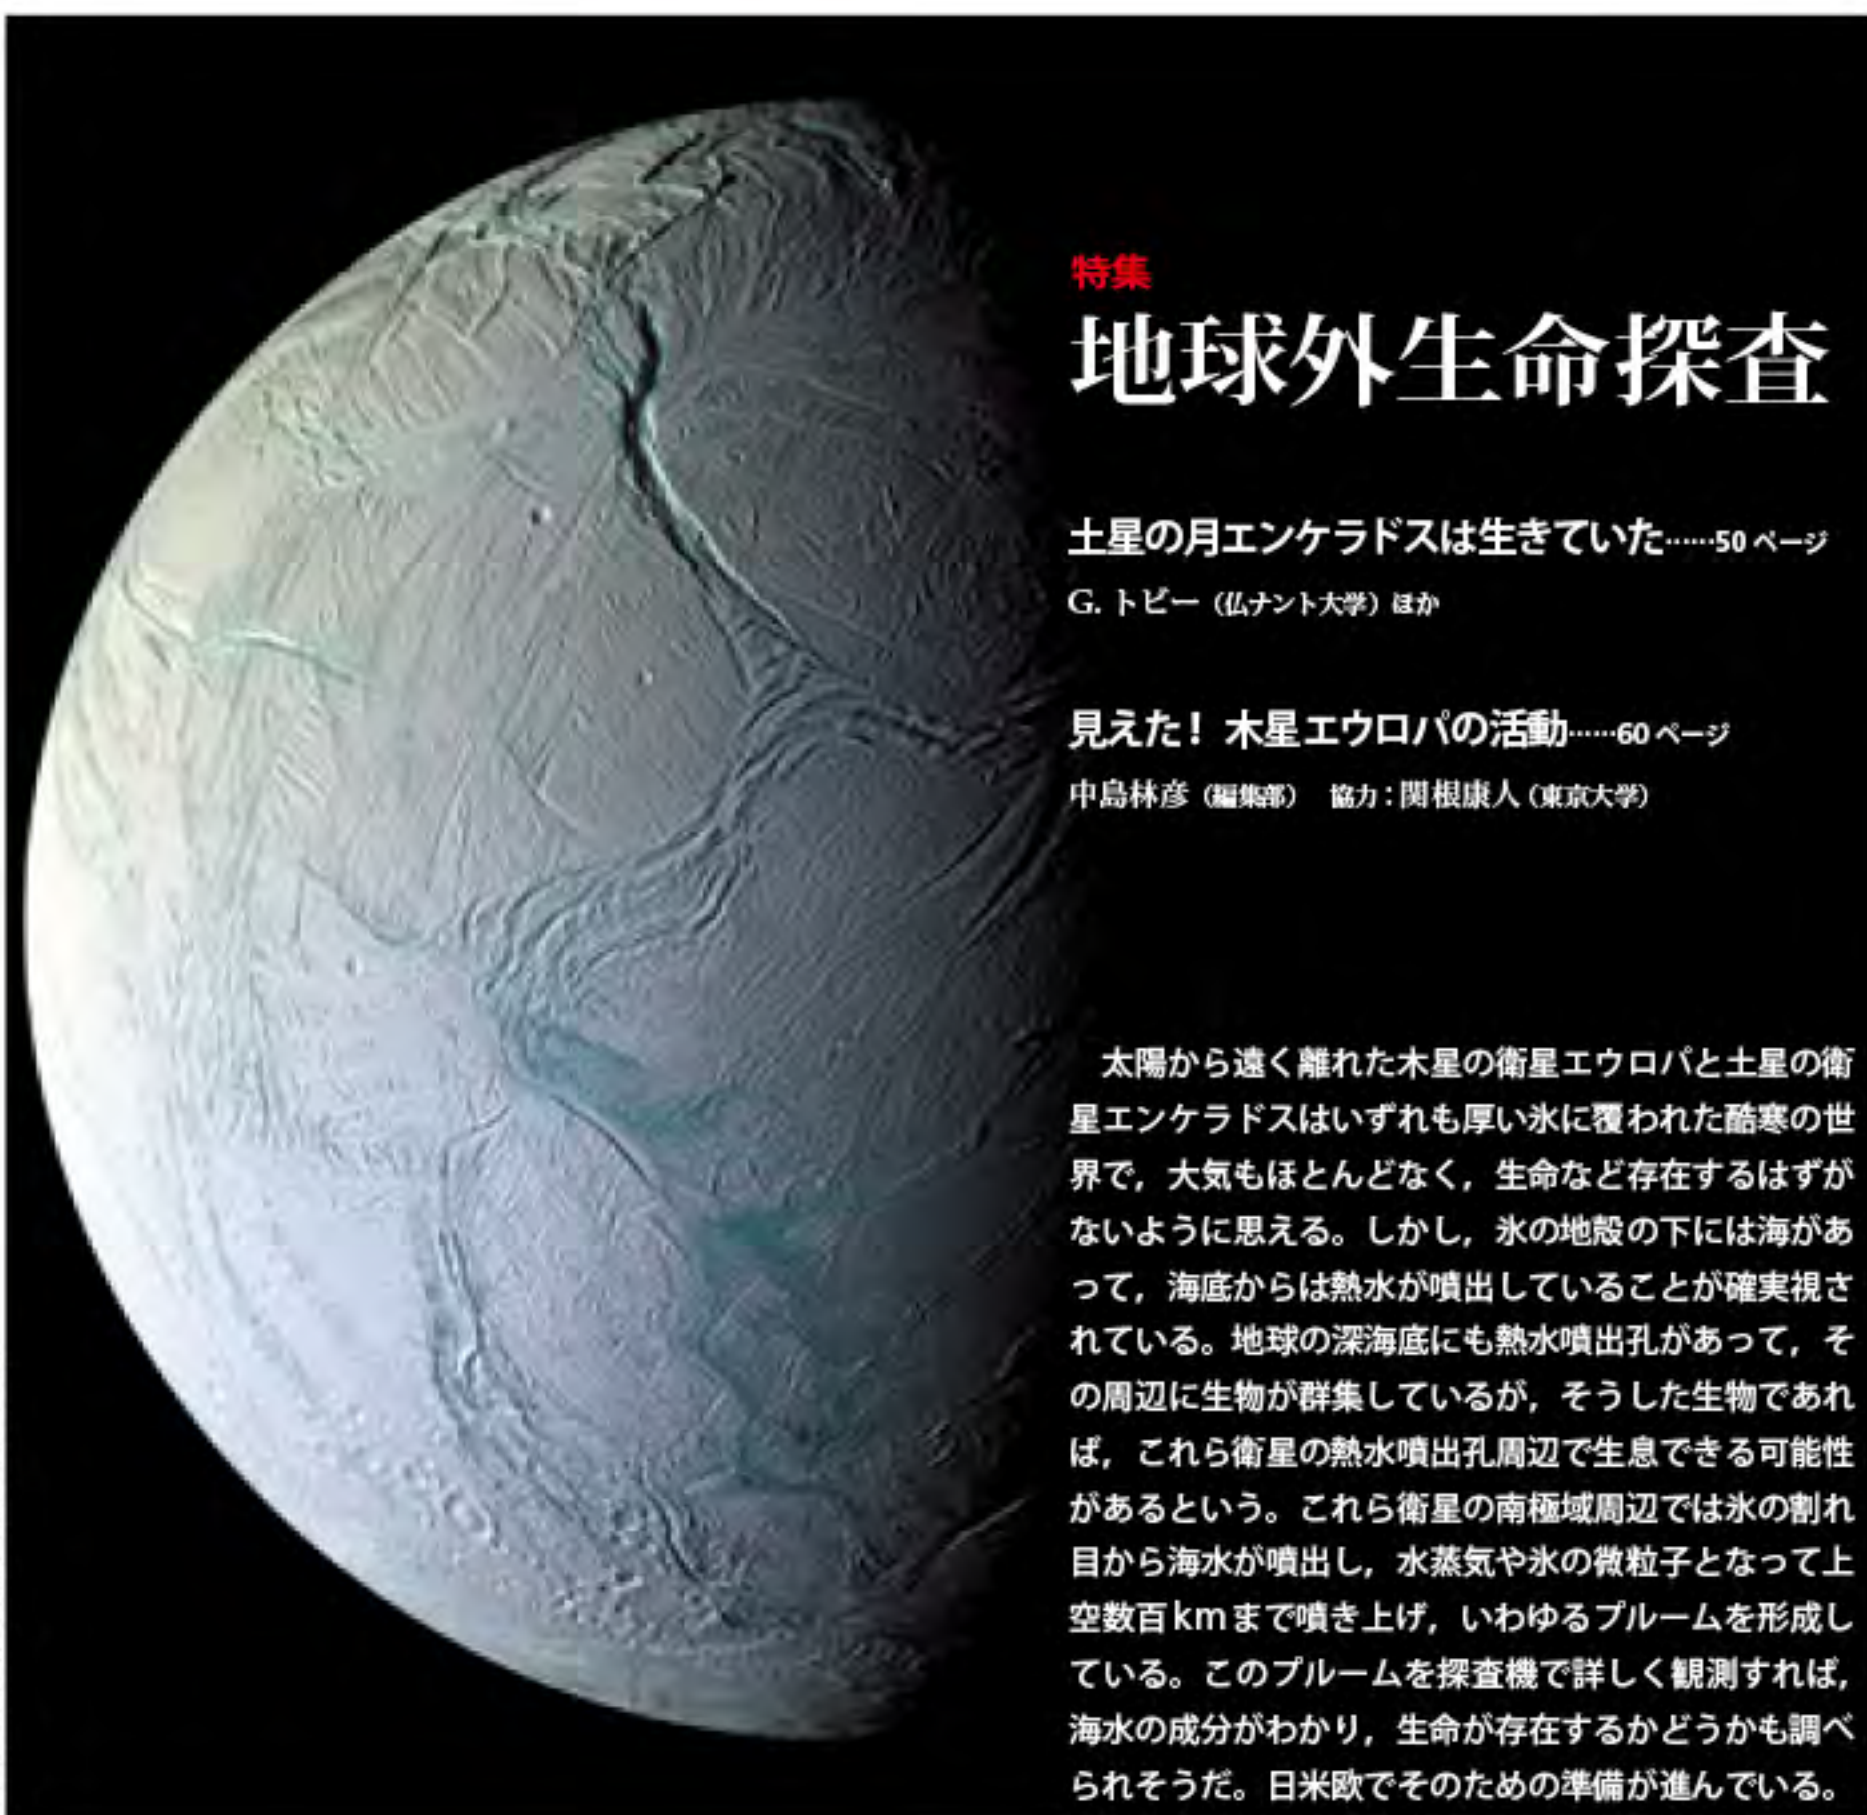 特集
地球外生命探査
土星の月エンケラドスは生きていた……50 ページ
G. トビー（仏ナント大学）ほか
見えた！ 木星エウロパの活動……60 ページ
中島林彦（編集部） 協力：関根康人（東京大学）
太陽から遠く離れた木星の衛星エウロパと土星の衛
星エンケラドスはいずれも厚い氷に覆われた酷寒の世
界で，大気もほとんどなく，生命など存在するはずが
ないように思える。しかし，氷の地殻の下には海があ
って，海底からは熱水が噴出していることが確実視さ
れている。地球の深海底にも熱水噴出孔があって，そ
の周辺に生物が群集しているが，そうした生物であれ
ば，これら衛星の熱水噴出孔周辺で生息できる可能性
があるという。これら衛星の南極域周辺では氷の割れ
目から海水が噴出し，水蒸気や氷の微粒子となって上
空数百kmまで噴き上げ，いわゆるプルームを形成し
ている。このプルームを探査機で詳しく観測すれば，
海水の成分がわかり，生命が存在するかどうかも調べ
られそうだ。日米欧でそのための準備が進んでいる。